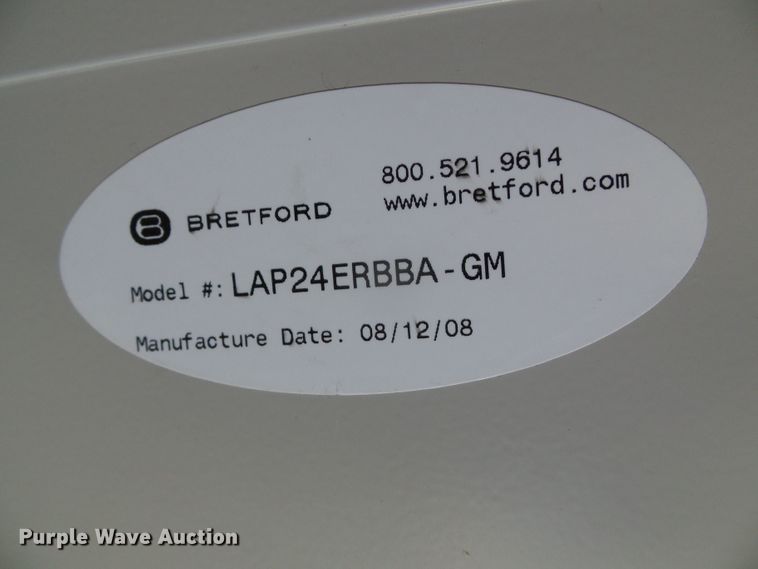 BRETFORD
800.521.9614
www.bretford.com
Model #: LAP24ERBBA-GM
Manufacture Date: 08/12/08
Purple Wave Auction